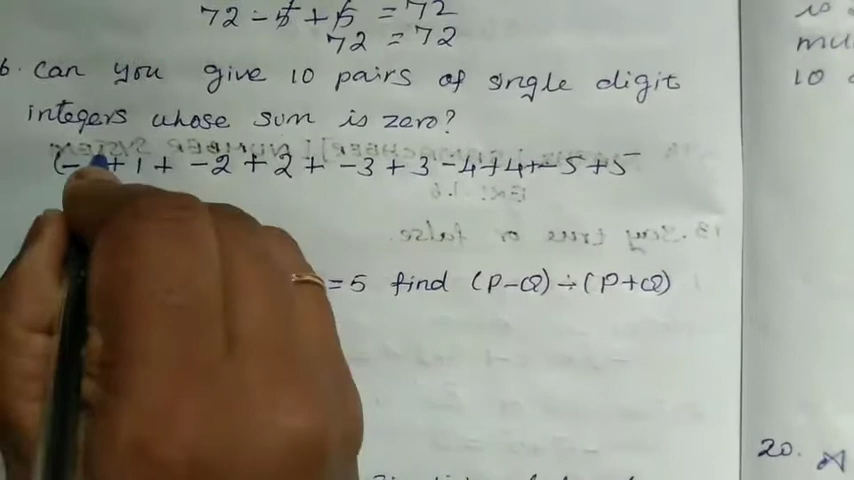 72 - 5 + 5 = 72
72 = 72
6. Can you give 10 pairs of single digit
integers whose sum is zero?
(- + 1 + -2 + 2 + -3 + 3 -4 + 4 + -5 + 5
= 5 find (P-Q) ÷ (P+Q)
is
10
20.